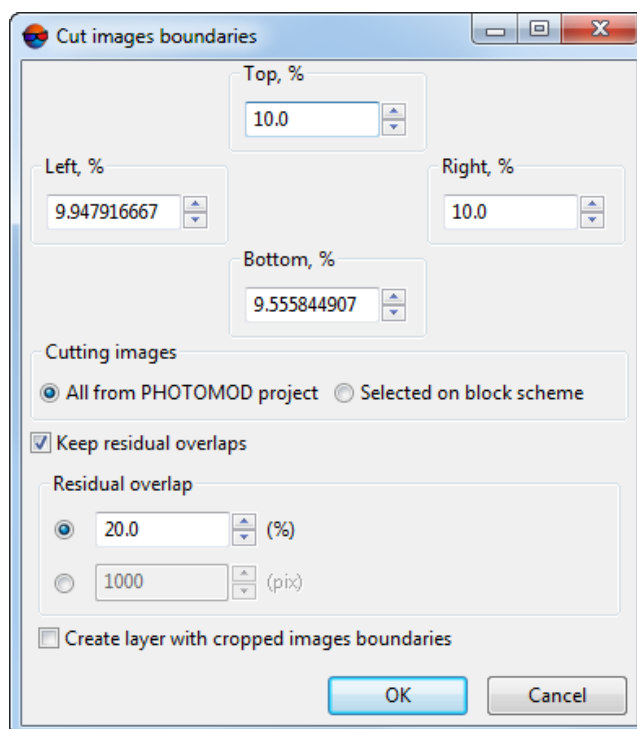 Cut images boundaries
Top, %
10.0
Left, %
Right, %
9.947916667
10.0
Bottom, %
9.555844907
Cutting images
All from PHOTOMOD project Selected on block scheme
Keep residual overlaps
Residual overlap
20.0 (%)
1000 (pix)
Create layer with cropped images boundaries
OK Cancel